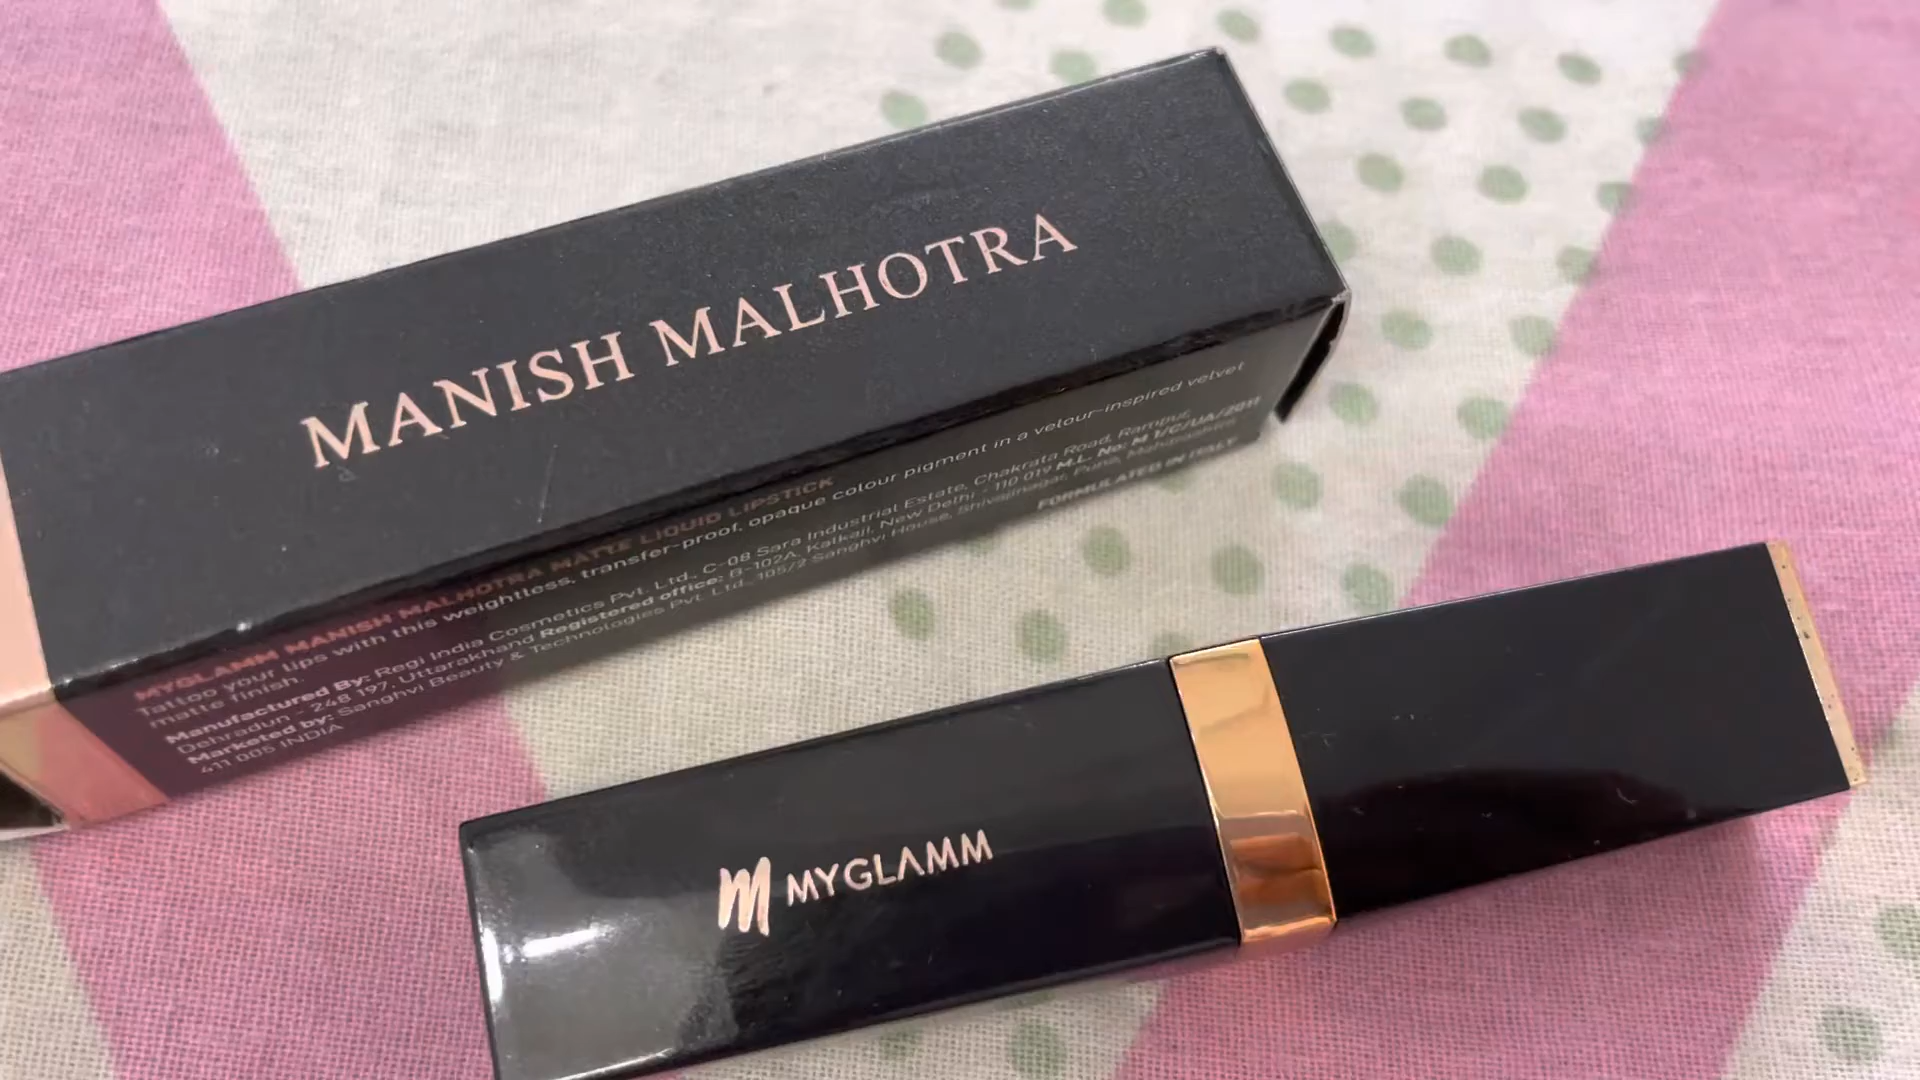 MANISH MALHOTRA
MYGLAMM MANISH MALHOTRA MATTE LIQUID LIPSTICK
Tattoo your lips with this weightless, transfer-proof, opaque colour pigment in a velour-inspired velvet
matte finish.
Manufactured By: Regi India Cosmetics Pvt. Ltd., C-08 Sara Industrial Estate, Chakrata Road, Rampur,
Dehradun - 248 197, Uttarakhand Registered office: B-102A, Kalkaji, New Delhi - 110 019 M.L. No: M 1/C/UA/2011
Marketed by: Sanghvi Beauty & Technologies Pvt. Ltd., 105/2 Sanghvi House, Shivajinagar, Pune, Maharashtra
411 005 INDIA
FORMULATED IN ITALY
M MYGLAMM